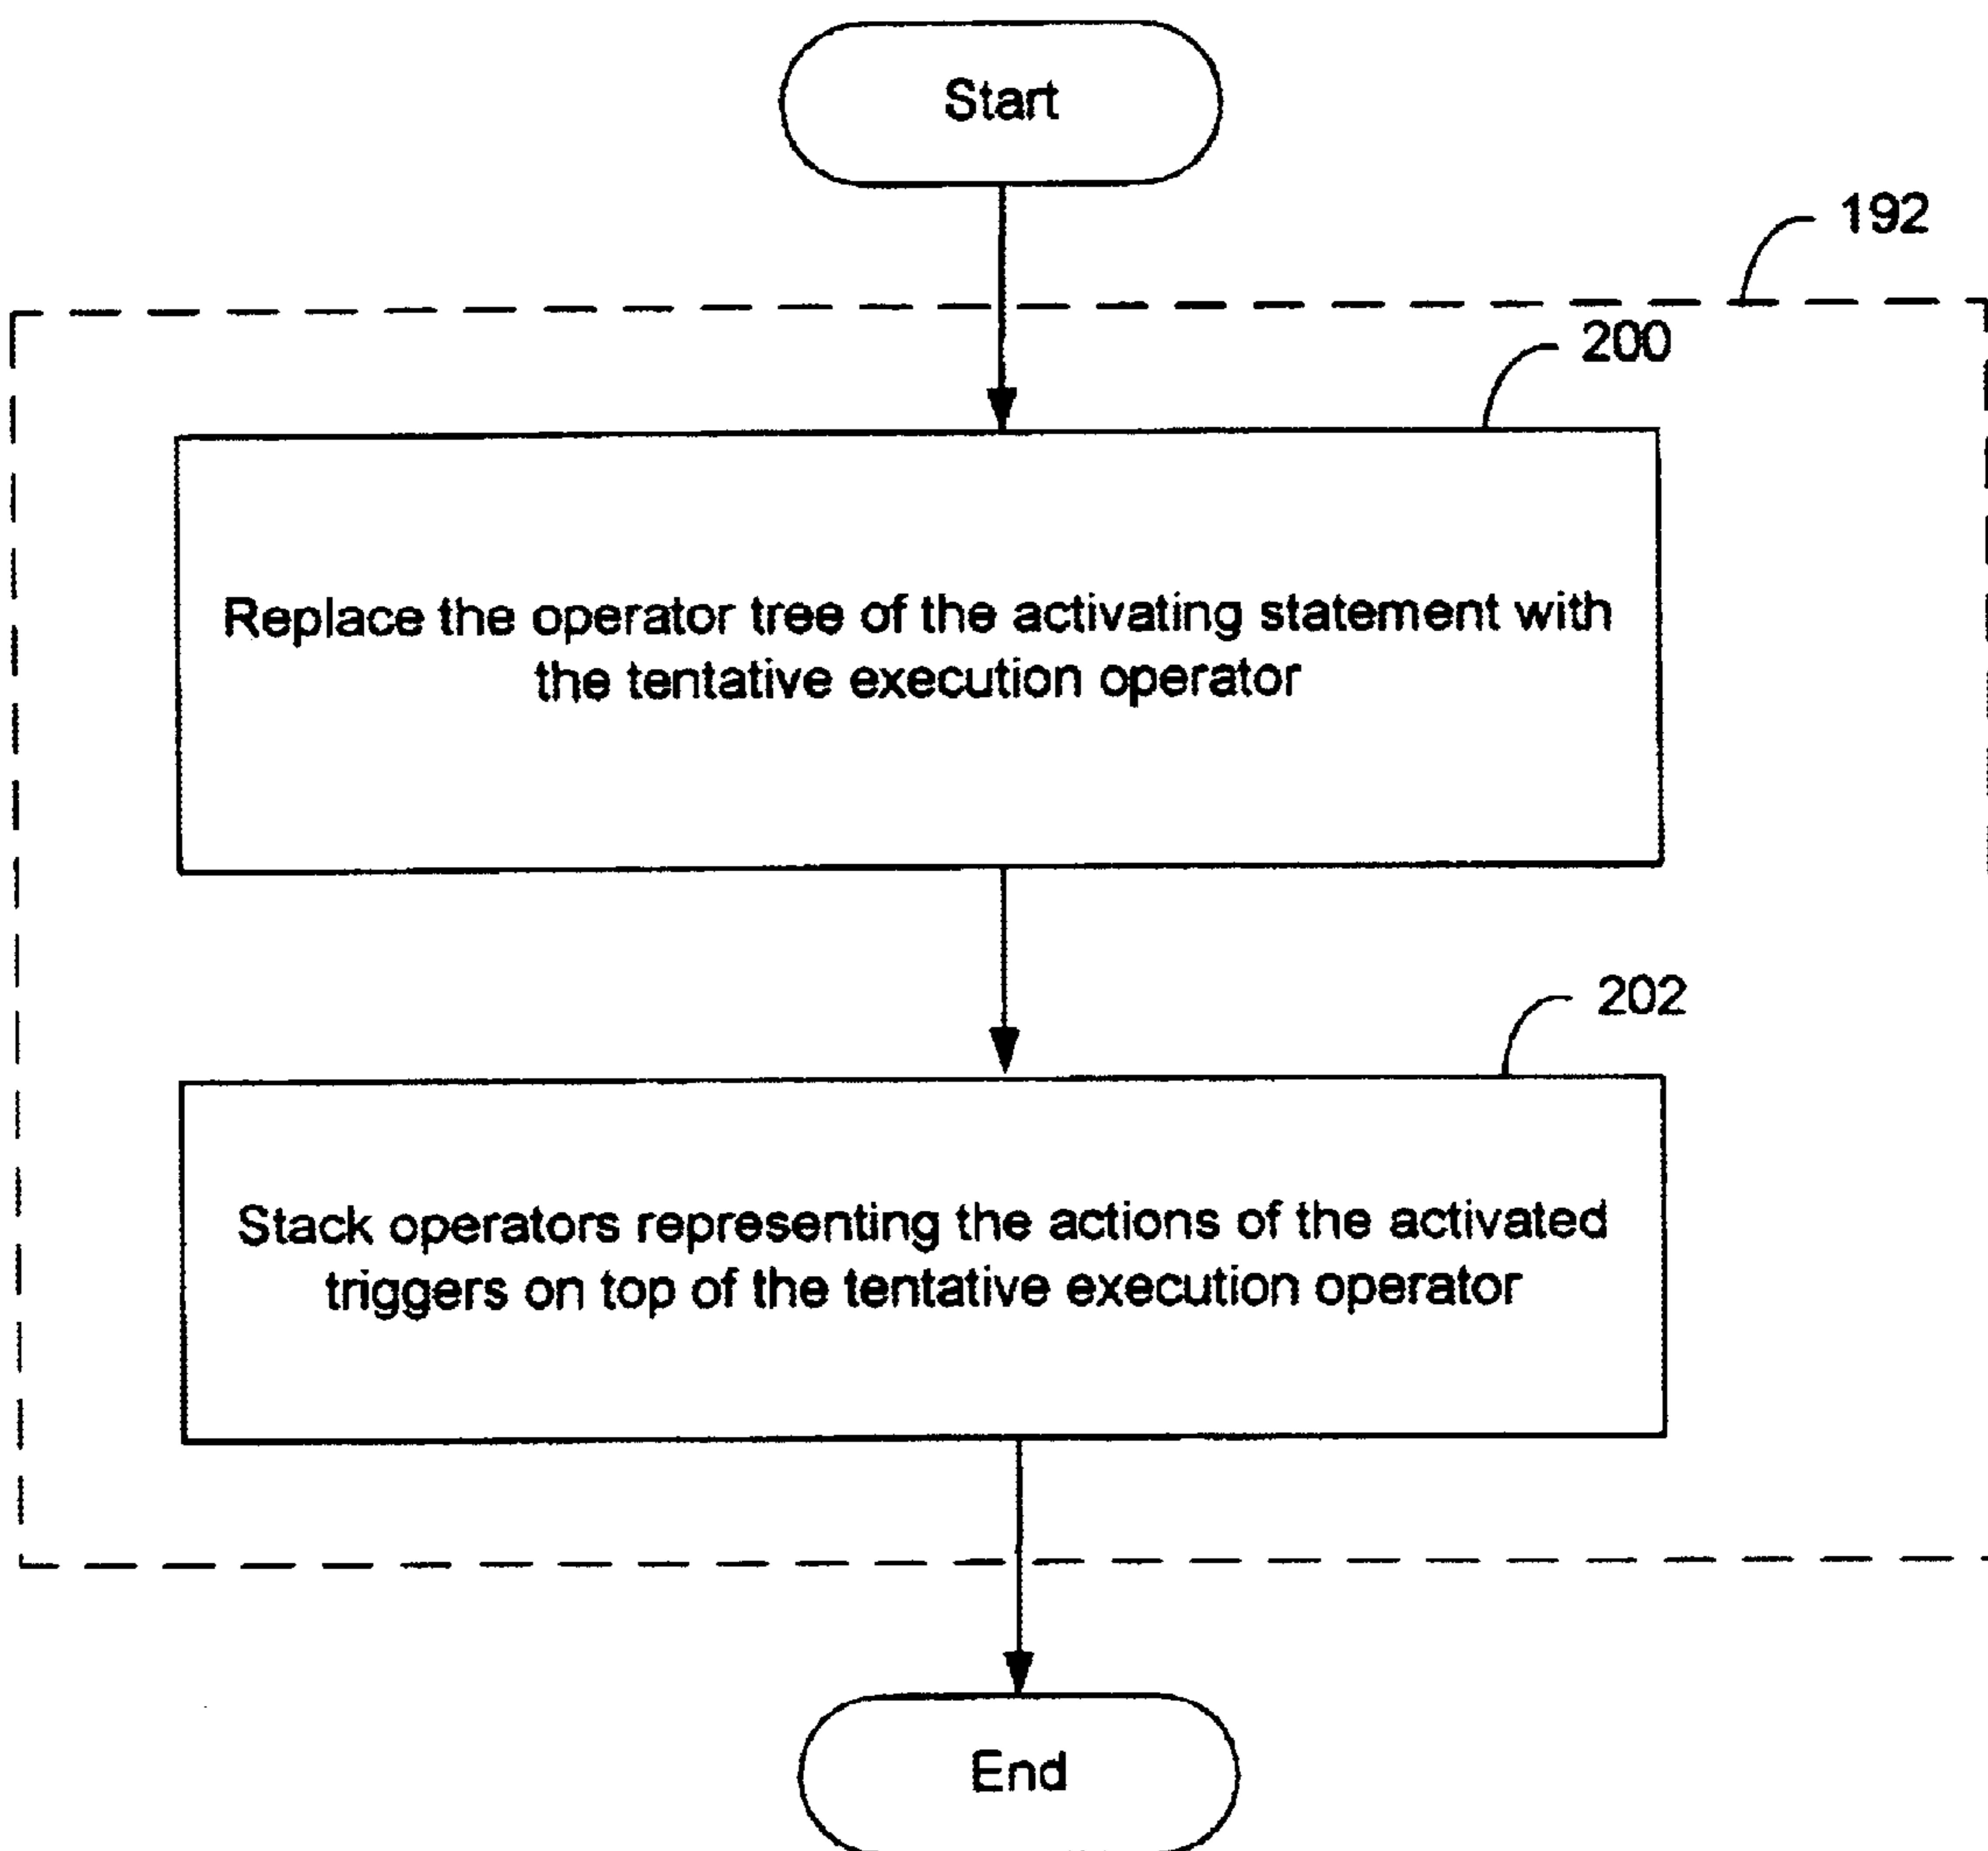 Start
192
200
Replace the operator tree of the activating statement with
the tentative execution operator
202
Stack operators representing the actions of the activated
triggers on top of the tentative execution operator
End